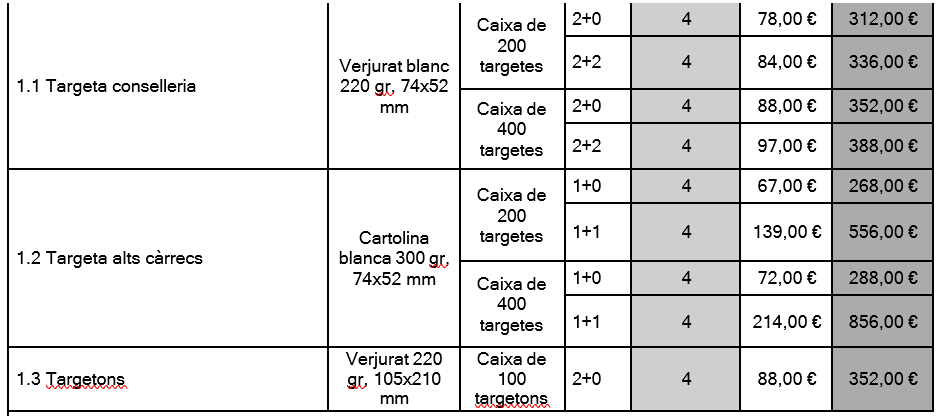 1.1 Targeta conselleria
Verjurat blanc
220 gr, 74x52
mm
Caixa de
200
targetes
2+0 4 78,00 € 312,00 €
2+2 4 84,00 € 336,00 €
Caixa de
400
targetes
2+0 4 88,00 € 352,00 €
2+2 4 97,00 € 388,00 €
1.2 Targeta alts càrrecs
Cartolina
blanca 300 gr,
74x52 mm
Caixa de
200
targetes
1+0 4 67,00 € 268,00 €
1+1 4 139,00 € 556,00 €
Caixa de
400
targetes
1+0 4 72,00 € 288,00 €
1+1 4 214,00 € 856,00 €
1.3 Targetons
Verjurat 220
gr, 105x210
mm
Caixa de
100
targetons
2+0 4 88,00 € 352,00 €